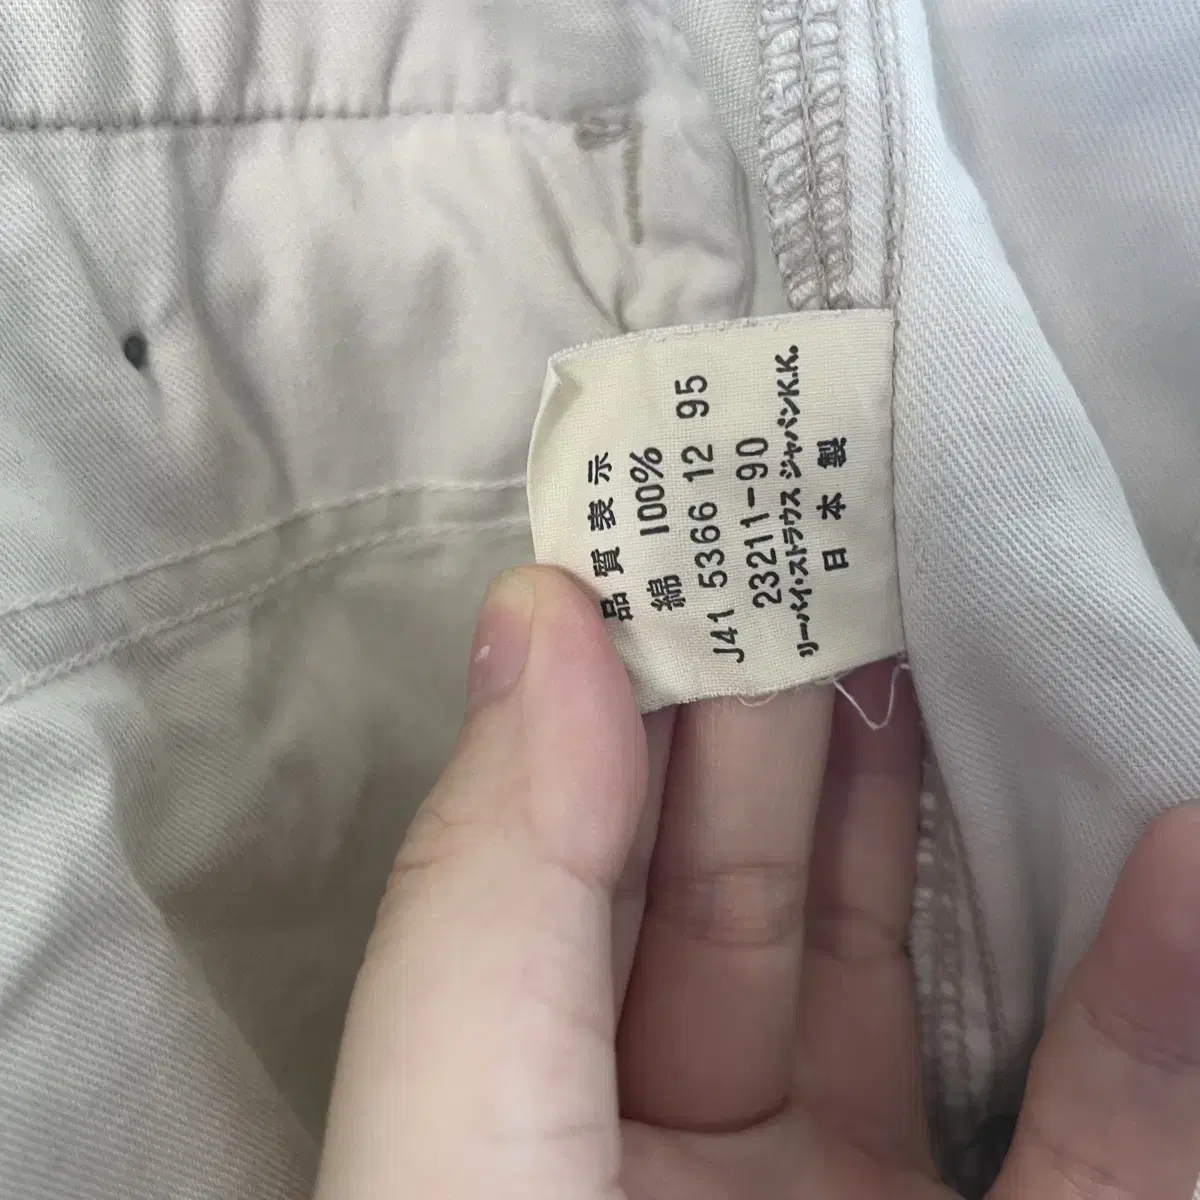 品質表示
綿 100%
J41 5366 12 95
23211-90
リーバイ・ストラウス ジャパンK.K.
日本製